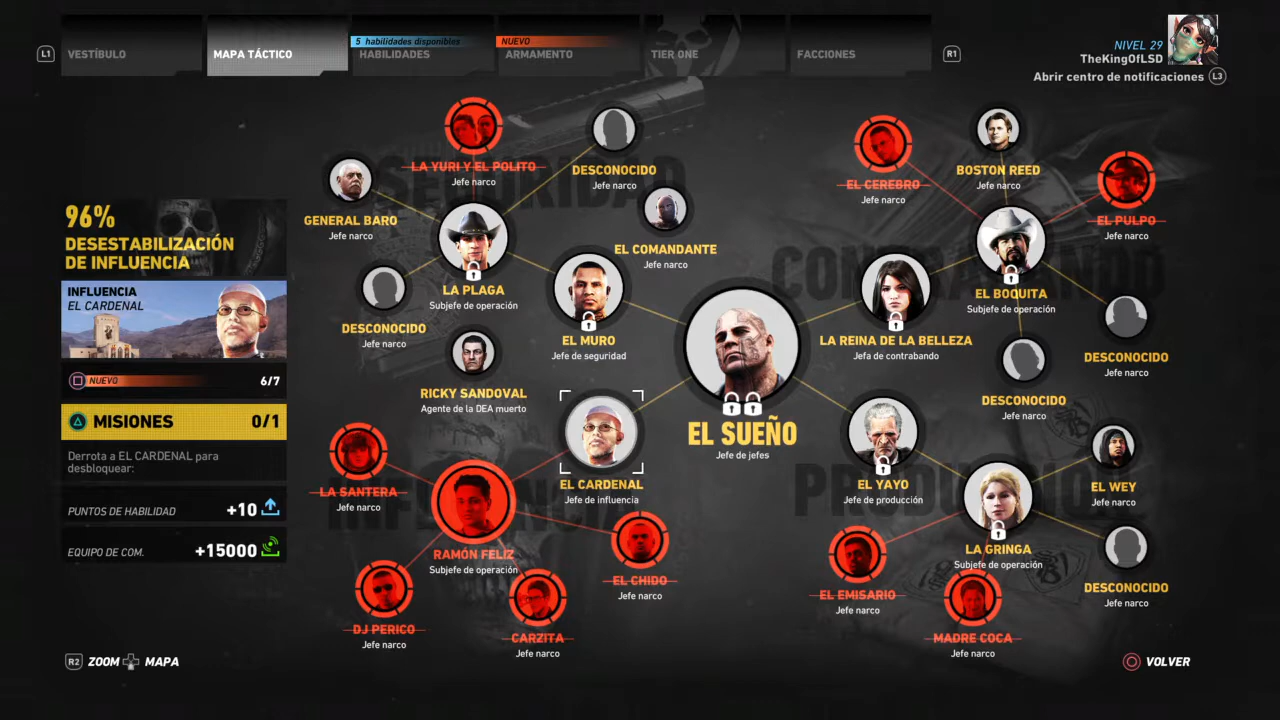 L1
VESTÍBULO
MAPA TÁCTICO
5 habilidades disponibles
HABILIDADES
NUEVO
ARMAMENTO
TIER ONE
FACCIONES
R1
NIVEL 29
TheKingOfLSD
Abrir centro de notificaciones L3
SEGURIDAD
CONTRABANDO
PRODUCCIÓN
96%
DESESTABILIZACIÓN
DE INFLUENCIA
INFLUENCIA
EL CARDENAL
NUEVO
6/7
MISIONES 0/1
Derrota a EL CARDENAL para
desbloquear:
PUNTOS DE HABILIDAD +10
EQUIPO DE COM. +15000
LA YURI Y EL POLITO
Jefe narco
DESCONOCIDO
Jefe narco
GENERAL BARO
Jefe narco
EL COMANDANTE
Jefe narco
LA PLAGA
Subjefe de operación
DESCONOCIDO
Jefe narco
EL MURO
Jefe de seguridad
RICKY SANDOVAL
Agente de la DEA muerto
EL CEREBRO
Jefe narco
BOSTON REED
Jefe narco
EL PULPO
Jefe narco
EL BOQUITA
Subjefe de operación
LA REINA DE LA BELLEZA
Jefa de contrabando
DESCONOCIDO
Jefe narco
DESCONOCIDO
Jefe narco
EL SUEÑO
Jefe de jefes
EL CARDENAL
Jefe de influencia
LA SANTERA
Jefe narco
RAMÓN FELIZ
Subjefe de operación
EL CHIDO
Jefe narco
DJ PERICO
Jefe narco
CARZITA
Jefe narco
EL YAYO
Jefe de producción
EL WEY
Jefe narco
LA GRINGA
Subjefe de operación
DESCONOCIDO
Jefe narco
EL EMISARIO
Jefe narco
MADRE COCA
Jefe narco
R2 ZOOM MAPA
VOLVER